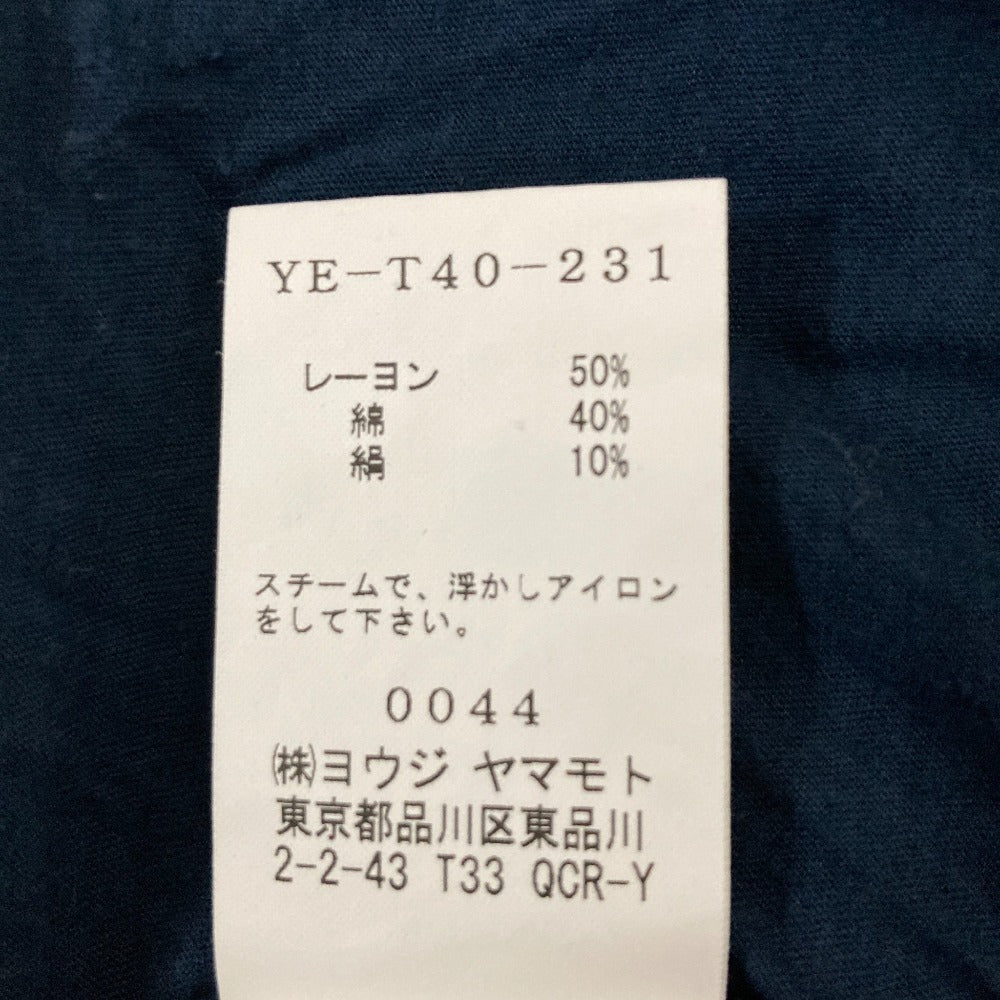 YE-T40-231
レーヨン 50%
綿 40%
絹 10%
スチームで、浮かしアイロン
をして下さい。
0044
㈱ヨウジ ヤマモト
東京都品川区東品川
2-2-43 T33 QCR-Y